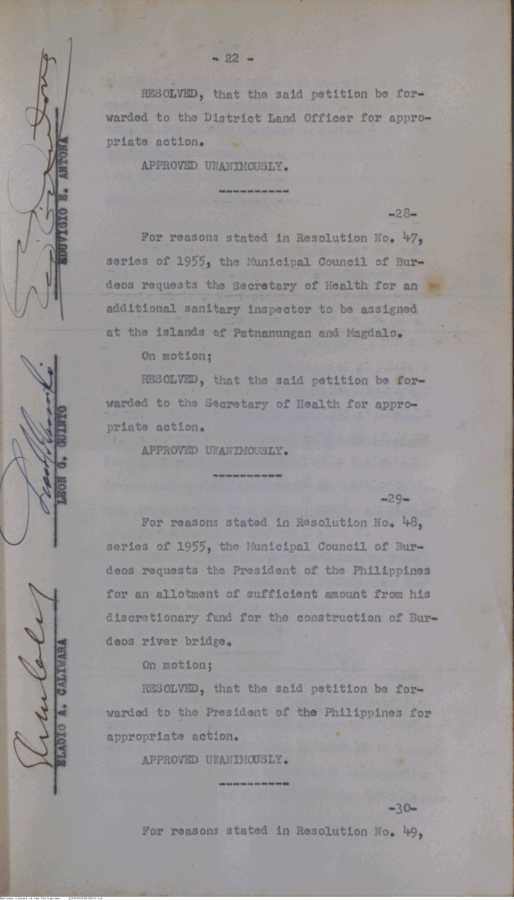 - 22 -
RESOLVED, that the said petition be for-
warded to the District Land Officer for appro-
priate action.
APPROVED UNANIMOUSLY.
-----------
-28-
For reasons stated in Resolution No. 47,
series of 1955, the Municipal Council of Bur-
deos requests the Secretary of Health for an
additional sanitary inspector to be assigned
at the islands of Patnanungan and Magdalo.
On motion;
RESOLVED, that the said petition be for-
warded to the Secretary of Health for appro-
priate action.
APPROVED UNANIMOUSLY.
-----------
-29-
For reasons stated in Resolution No. 48,
series of 1955, the Municipal Council of Bur-
deos requests the President of the Philippines
for an allotment of sufficient amount from his
discretionary fund for the construction of Bur-
deos river bridge.
On motion;
RESOLVED, that the said petition be for-
warded to the President of the Philippines for
appropriate action.
APPROVED UNANIMOUSLY.
-----------
-30-
For reasons stated in Resolution No. 49,
EDUVIGIO E. ANTONA
LEON G. QUINTO
ELADIO A. CALIWARA